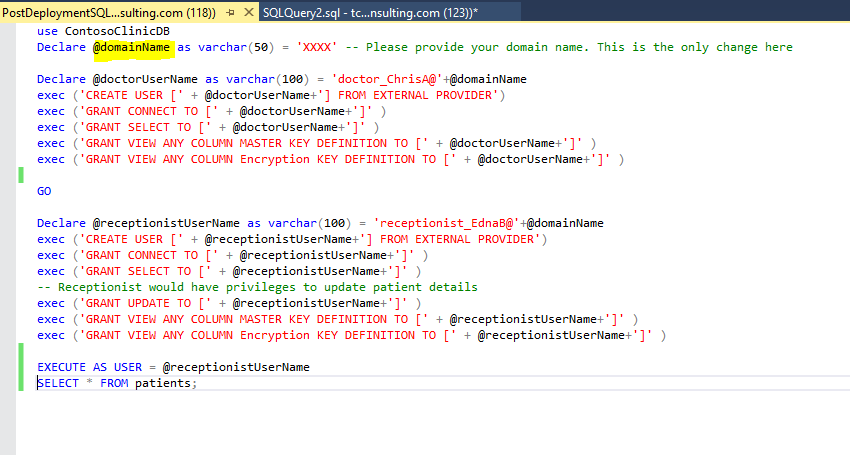 PostDeploymentSQL...sulting.com (118))
SQLQuery2.sql - tc...nsulting.com (123))*
use ContosoClinicDB
Declare @domainName as varchar(50) = 'XXXX' -- Please provide your domain name. This is the only change here
Declare @doctorUserName as varchar(100) = 'doctor_ChrisA@'+@domainName
exec ('CREATE USER [' + @doctorUserName+'] FROM EXTERNAL PROVIDER')
exec ('GRANT CONNECT TO [' + @doctorUserName+']' )
exec ('GRANT SELECT TO [' + @doctorUserName+']' )
exec ('GRANT VIEW ANY COLUMN MASTER KEY DEFINITION TO [' + @doctorUserName+']' )
exec ('GRANT VIEW ANY COLUMN Encryption KEY DEFINITION TO [' + @doctorUserName+']' )
GO
Declare @receptionistUserName as varchar(100) = 'receptionist_EdnaB@'+@domainName
exec ('CREATE USER [' + @receptionistUserName+'] FROM EXTERNAL PROVIDER')
exec ('GRANT CONNECT TO [' + @receptionistUserName+']' )
exec ('GRANT SELECT TO [' + @receptionistUserName+']' )
-- Receptionist would have privileges to update patient details
exec ('GRANT UPDATE TO [' + @receptionistUserName+']' )
exec ('GRANT VIEW ANY COLUMN MASTER KEY DEFINITION TO [' + @receptionistUserName+']' )
exec ('GRANT VIEW ANY COLUMN Encryption KEY DEFINITION TO [' + @receptionistUserName+']' )
EXECUTE AS USER = @receptionistUserName
SELECT * FROM patients;